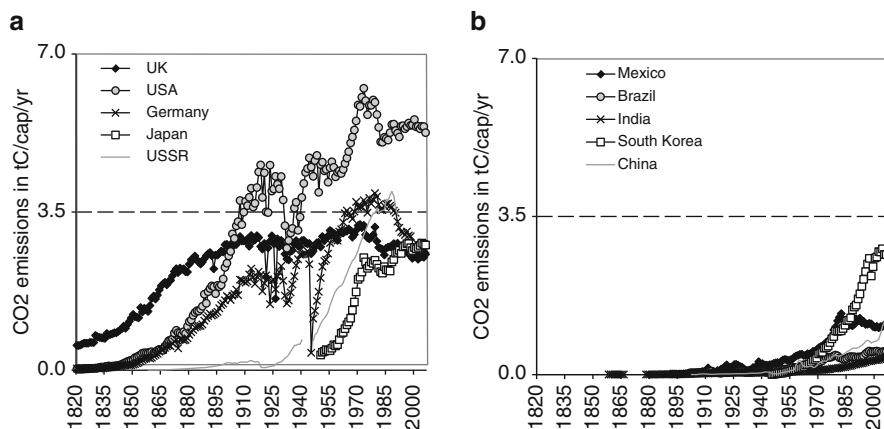 a
7.0
3.5
0.0
CO2 emissions in tC/cap/yr
UK
USA
Germany
Japan
USSR
1820
1835
1850
1865
1880
1895
1910
1925
1940
1955
1970
1985
2000
b
7.0
3.5
0.0
CO2 emissions in tC/cap/yr
Mexico
Brazil
India
South Korea
China
1820
1835
1850
1865
1880
1895
1910
1925
1940
1955
1970
1985
2000